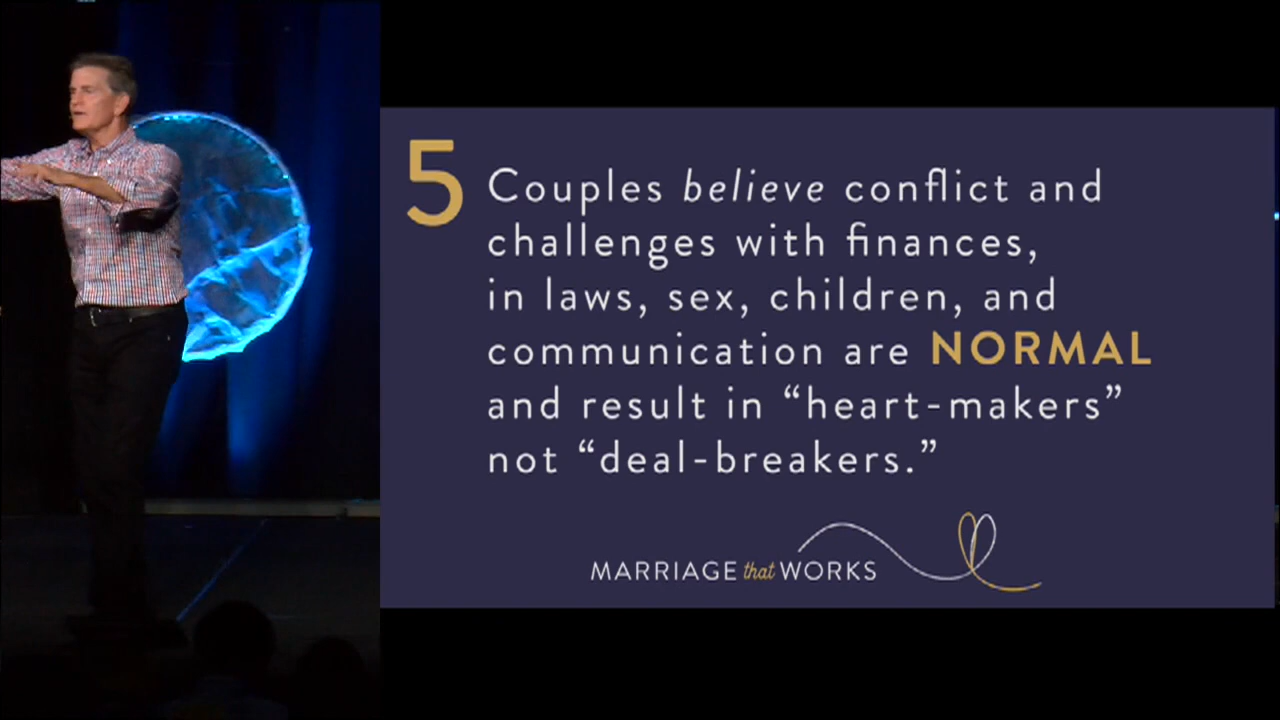 5
Couples believe conflict and
challenges with finances,
in laws, sex, children, and
communication are NORMAL
and result in “heart-makers”
not “deal-breakers.”
MARRIAGE that WORKS